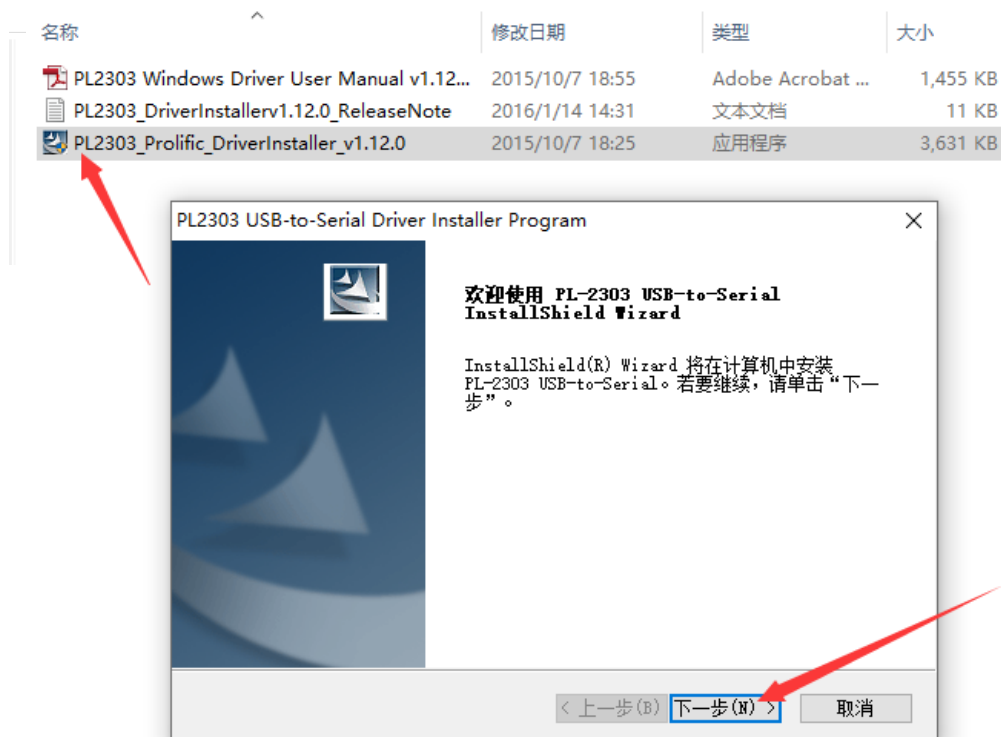 名称 修改日期 类型 大小
PL2303 Windows Driver User Manual v1.12... 2015/10/7 18:55 Adobe Acrobat ... 1,455 KB
PL2303_DriverInstallerv1.12.0_ReleaseNote 2016/1/14 14:31 文本文档 11 KB
PL2303_Prolific_DriverInstaller_v1.12.0 2015/10/7 18:25 应用程序 3,631 KB
PL2303 USB-to-Serial Driver Installer Program
欢迎使用 PL-2303 USB-to-Serial
InstallShield Wizard
InstallShield(R) Wizard 将在计算机中安装
PL-2303 USB-to-Serial。若要继续，请单击“下一
步”。
< 上一步(B) 下一步(N) > 取消